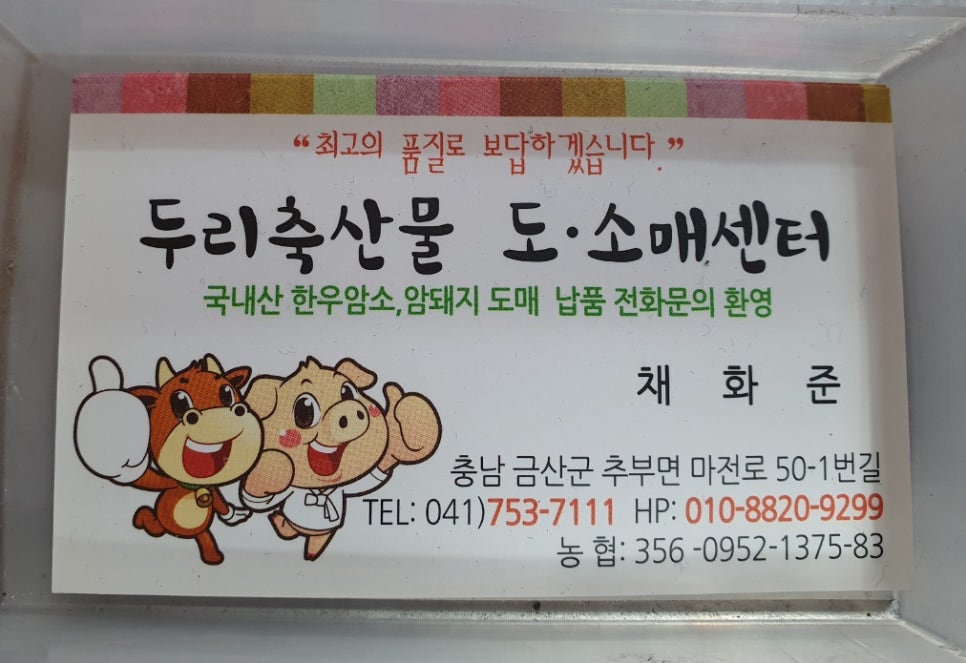 “최고의 품질로 보답하겠습니다.”
두리축산물 도·소매센터
국내산 한우암소,암돼지 도매 납품 전화문의 환영
채 화 준
충남 금산군 추부면 마전로 50-1번길
TEL: 041)753-7111 HP: 010-8820-9299
농 협: 356 -0952-1375-83